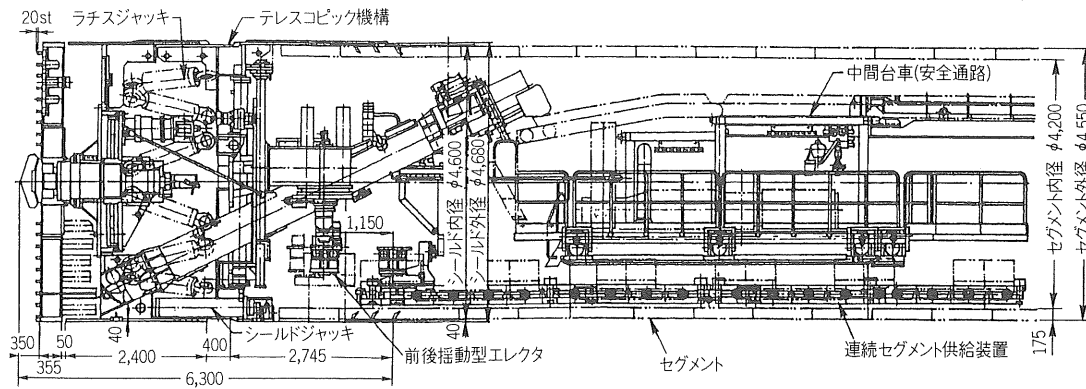 20st
ラチスジャッキ
テレスコピック機構
中間台車(安全通路)
シールド内径 φ4,600
シールド外径 φ4,680
セグメント内径 φ4,200
セグメント外径 φ4,550
1,150
40
40
175
シールドジャッキ
前後揺動型エレクタ
セグメント
連続セグメント供給装置
350
355
50
2,400
400
2,745
6,300